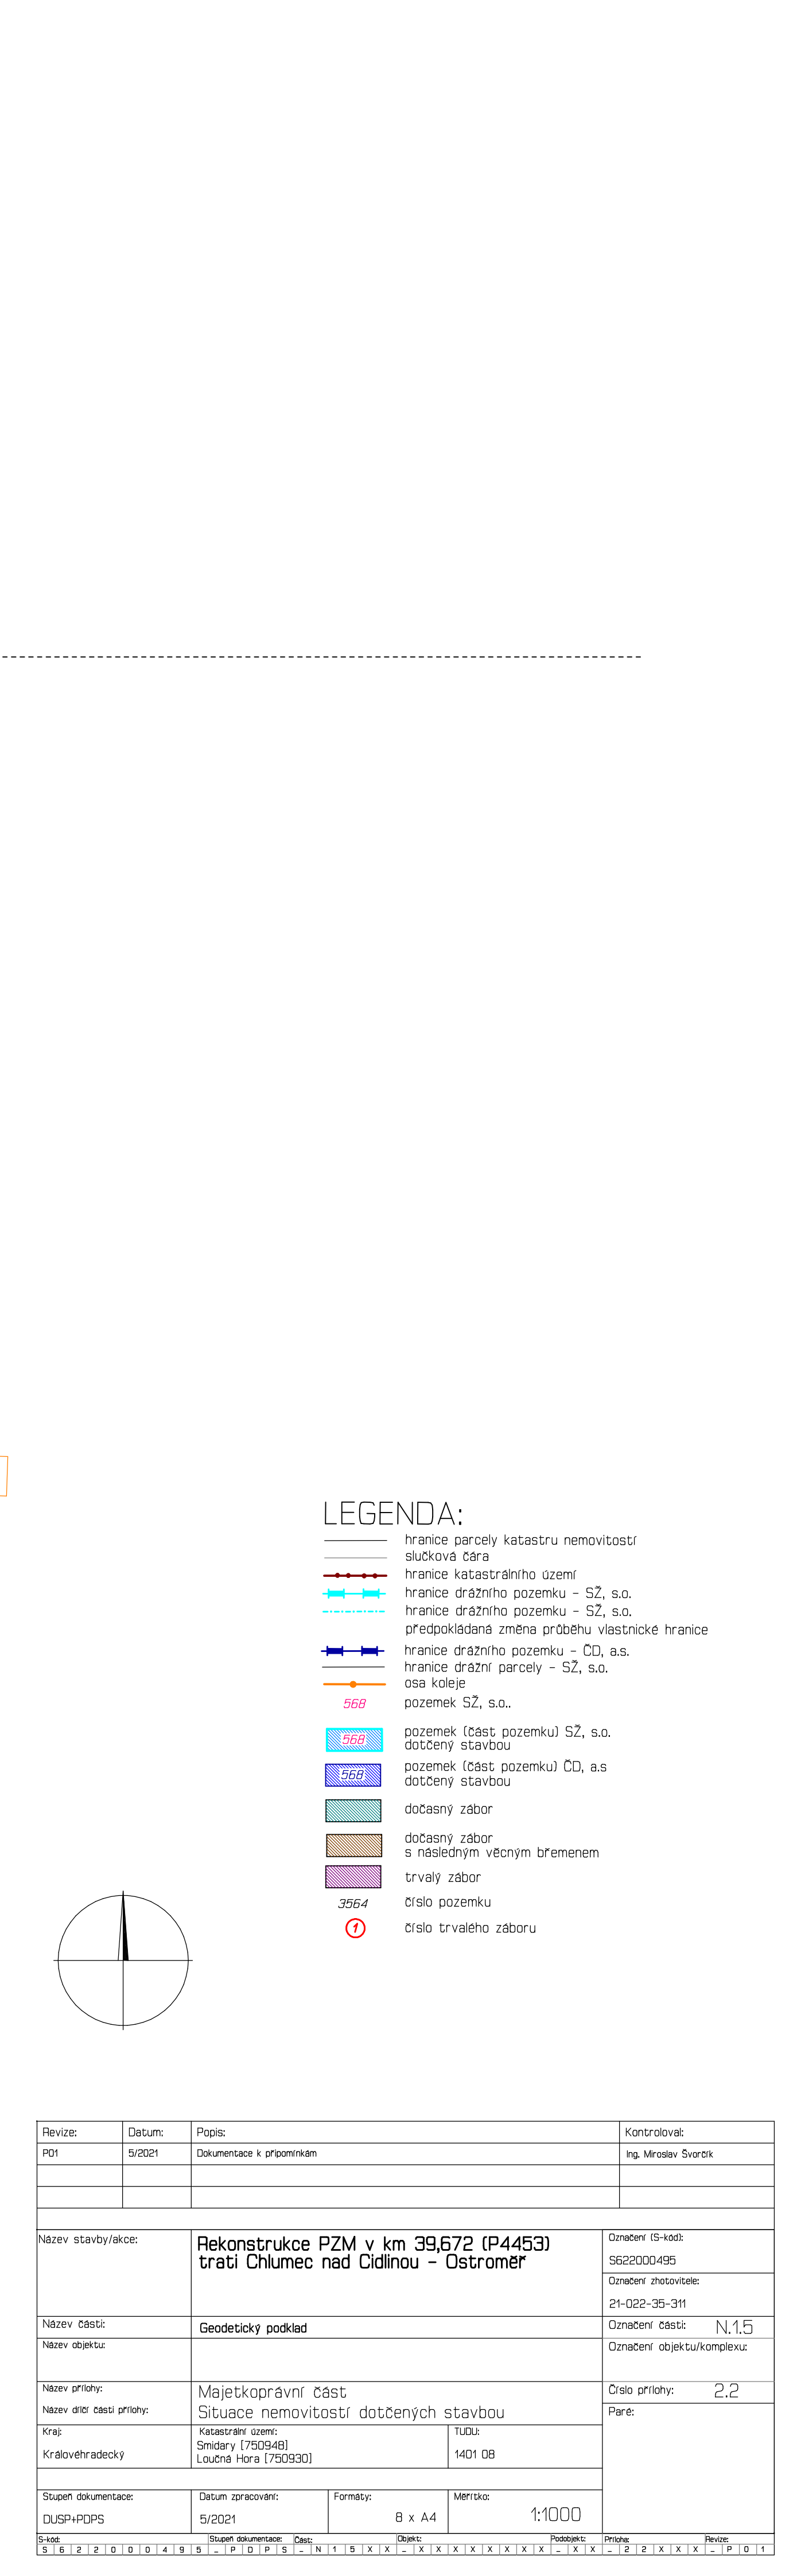 LEGENDA:
hranice parcely katastru nemovitostí
slučková čára
hranice katastrálního území
hranice drážního pozemku - SŽ, s.o.
hranice drážního pozemku - SŽ, s.o.
předpokládaná změna průběhu vlastnické hranice
hranice drážního pozemku - ČD, a.s.
hranice drážní parcely - SŽ, s.o.
osa koleje
568 pozemek SŽ, s.o..
568 pozemek (část pozemku) SŽ, s.o.
dotčený stavbou
568 pozemek (část pozemku) ČD, a.s
dotčený stavbou
dočasný zábor
dočasný zábor
s následným věcným břemenem
trvalý zábor
3564 číslo pozemku
1 číslo trvalého záboru
Revize: Datum: Popis: Kontroloval:
P01 5/2021 Dokumentace k připomínkám Ing. Miroslav Švorčík
Název stavby/akce: Rekonstrukce PZM v km 39,672 (P4453)
trati Chlumec nad Cidlinou - Ostroměř
Označení (S-kód):
S622000495
Označení zhotovitele:
21-022-35-311
Název části: Geodetický podklad Označení části: N.1.5
Název objektu: Označení objektu/komplexu:
Název přílohy: Majetkoprávní část Číslo přílohy: 2.2
Název dílčí části přílohy: Situace nemovitostí dotčených stavbou Paré:
Kraj: Katastrální území: TUDU:
Královéhradecký Smidary [750948] 1401 08
Loučná Hora [750930]
Stupeň dokumentace: Datum zpracování: Formáty: Měřítko:
DUSP+PDPS 5/2021 8 x A4 1:1000
S-kód: Stupeň dokumentace: Část: Objekt: Podobjekt: Příloha: Revize:
S 6 2 2 0 0 0 4 9 5 _ P D P S _ N 1 5 X X _ X X X X X X X X _ X X _ 2 2 X X X _ P 0 1